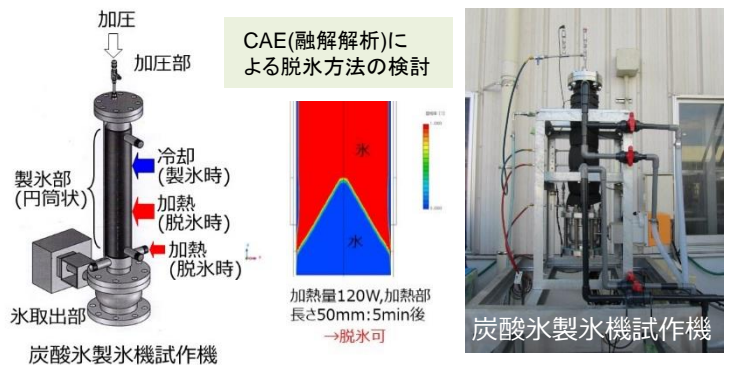 加圧
加圧部
製氷部
(円筒状)
冷却
(製氷時)
加熱
(脱氷時)
加熱
(脱氷時)
氷取出部
炭酸氷製氷機試作機
CAE(融解解析)に
よる脱氷方法の検討
氷
水
加熱量120W,加熱部
長さ50mm:5min後
→脱氷可
炭酸氷製氷機試作機